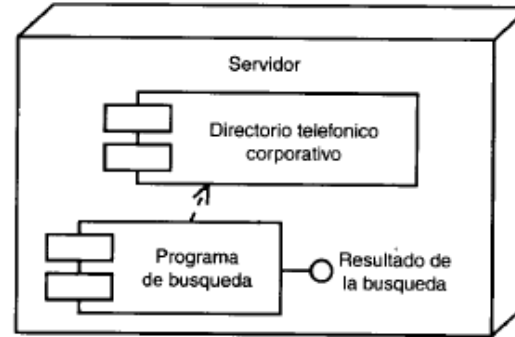 Servidor
Directorio telefonico
corporativo
Programa
de busqueda
Resultado de
la busqueda